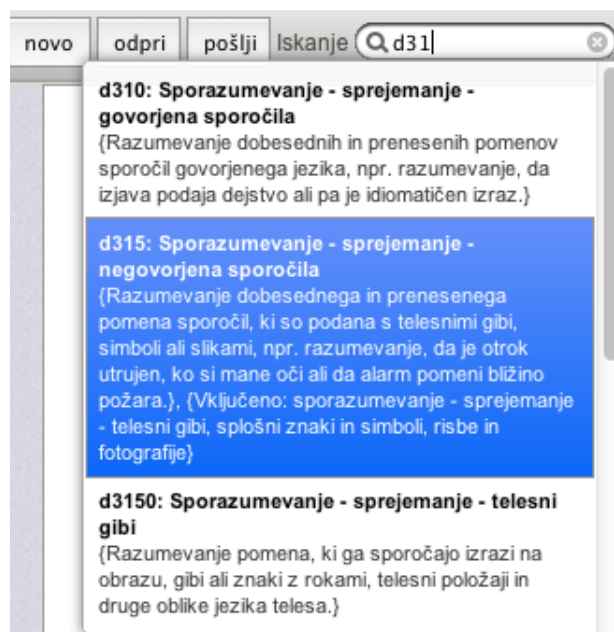 novo odpri pošlji Iskanje d31
d310: Sporazumevanje - sprejemanje -
govorjena sporočila
{Razumevanje dobesednih in prenesenih pomenov
sporočil govorjenega jezika, npr. razumevanje, da
izjava podaja dejstvo ali pa je idiomatičen izraz.}
d315: Sporazumevanje - sprejemanje -
negovorjena sporočila
{Razumevanje dobesednega in prenesenega
pomena sporočil, ki so podana s telesnimi gibi,
simboli ali slikami, npr. razumevanje, da je otrok
utrujen, ko si mane oči ali da alarm pomeni bližino
požara.}, {Vključeno: sporazumevanje - sprejemanje
- telesni gibi, splošni znaki in simboli, risbe in
fotografije}
d3150: Sporazumevanje - sprejemanje - telesni
gibi
{Razumevanje pomena, ki ga sporočajo izrazi na
obrazu, gibi ali znaki z rokami, telesni položaji in
druge oblike jezika telesa.}